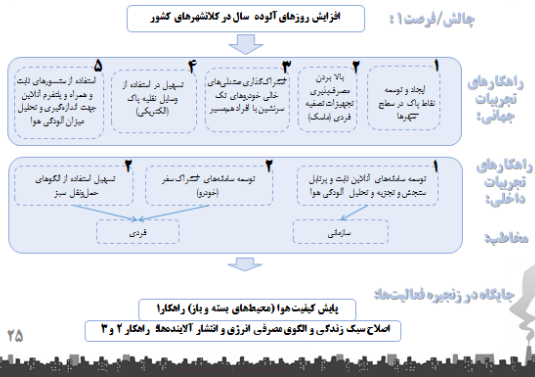 چالش/فرصت ۱:
افزایش روزهای آلوده سال در کلانشهرهای کشور
راهکارهای
تجربیات
جهانی:
۱
ایجاد و توسعه
نقاط پاک در سطح
شهرها
۲
بالا بردن
مصرف‌پذیری
تجهیزات تصفیه
فردی (ماسک)
۳
اشتراک‌گذاری صندلی‌های
خالی خودروهای تک
سرنشین با افراد هم‌مسیر
۴
تسهیل در استفاده از
وسایل نقلیه پاک
(الکتریکی)
۵
استفاده از سنسورهای ثابت
و همراه و پلتفرم آنلاین
جهت اندازه‌گیری و تحلیل
میزان آلودگی هوا
راهکارهای
تجربیات
داخلی:
۱
توسعه سامانه‌های آنلاین ثابت و پرتابل
سنجش و تجزیه و تحلیل آلودگی هوا
۲
توسعه سامانه‌های اشتراک سفر
(خودرو)
۲
تسهیل استفاده از الگوهای
حمل‌ونقل سبز
مخاطب:
سازمانی
فردی
جایگاه در زنجیره فعالیت‌ها:
پایش کیفیت هوا (محیط‌های بسته و باز) راهکار۱
اصلاح سبک زندگی و الگوی مصرفی انرژی و انتشار آلاینده‌ها: راهکار ۲ و ۳
۲۵